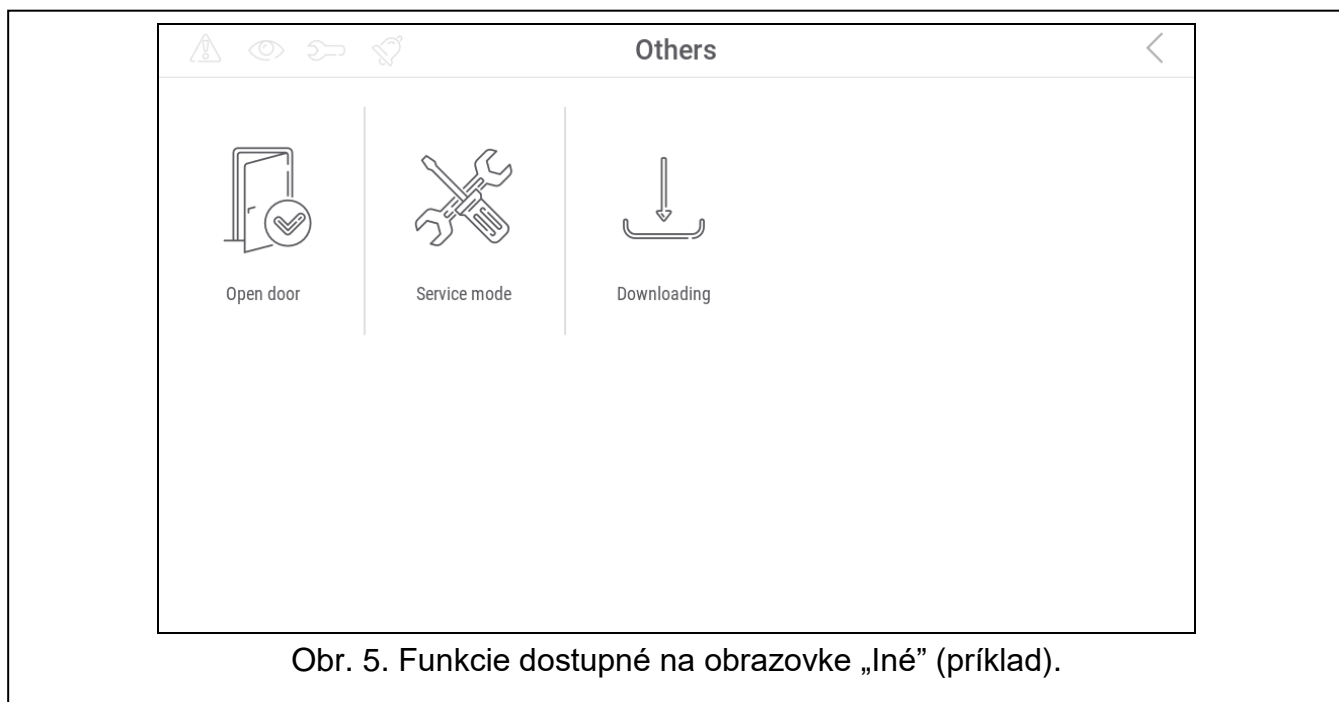 Others
Open door
Service mode
Downloading
Obr. 5. Funkcie dostupné na obrazovke „Iné” (príklad).